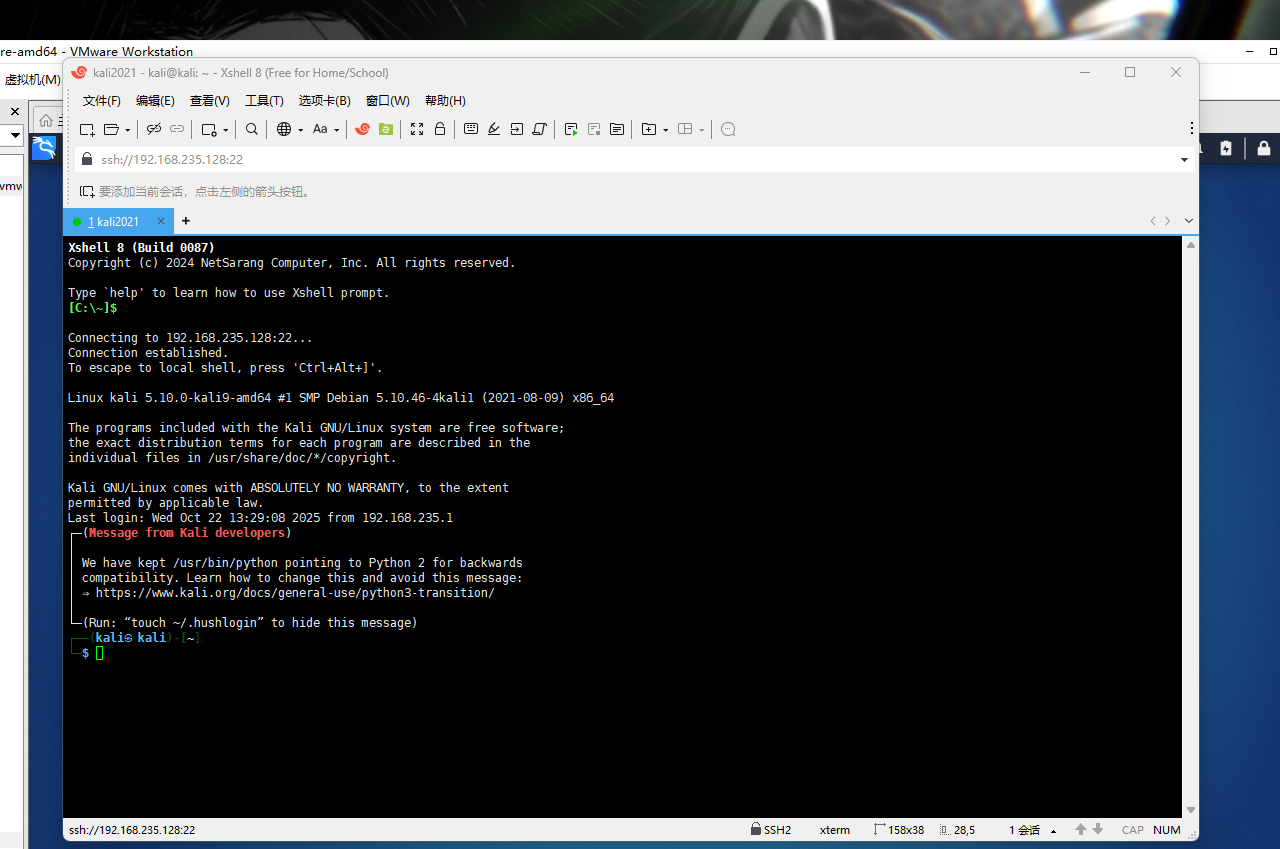 re-amd64 - VMware Workstation
虚拟机(M)
kali2021 - kali@kali: ~ - Xshell 8 (Free for Home/School)
文件(F) 编辑(E) 查看(V) 工具(T) 选项卡(B) 窗口(W) 帮助(H)
Aa
ssh://192.168.235.128:22
要添加当前会话，点击左侧的箭头按钮。
vmw
1 kali2021
Xshell 8 (Build 0087)
Copyright (c) 2024 NetSarang Computer, Inc. All rights reserved.
Type `help' to learn how to use Xshell prompt.
[C:\~]$
Connecting to 192.168.235.128:22...
Connection established.
To escape to local shell, press 'Ctrl+Alt+]'.
Linux kali 5.10.0-kali9-amd64 #1 SMP Debian 5.10.46-4kali1 (2021-08-09) x86_64
The programs included with the Kali GNU/Linux system are free software;
the exact distribution terms for each program are described in the
individual files in /usr/share/doc/*/copyright.
Kali GNU/Linux comes with ABSOLUTELY NO WARRANTY, to the extent
permitted by applicable law.
Last login: Wed Oct 22 13:29:08 2025 from 192.168.235.1
┌─(Message from Kali developers)
│ We have kept /usr/bin/python pointing to Python 2 for backwards
│ compatibility. Learn how to change this and avoid this message:
│ ⇒ https://www.kali.org/docs/general-use/python3-transition/
└─(Run: “touch ~/.hushlogin” to hide this message)
┌──(kali㉿kali)-[~]
└─$
ssh://192.168.235.128:22 SSH2 xterm 158x38 28,5 1 会话 CAP NUM